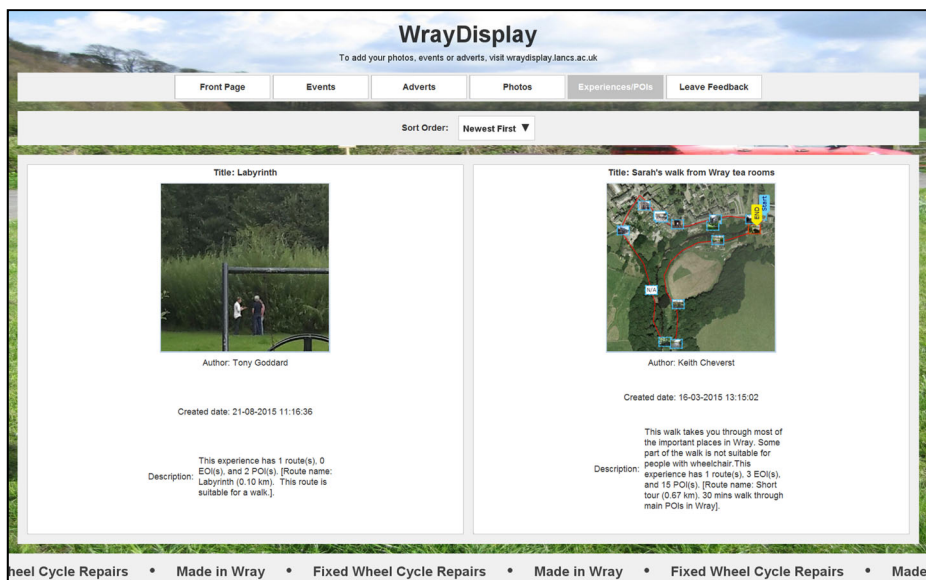 WrayDisplay
To add your photos, events or adverts, visit wraydisplay.lancs.ac.uk
Front Page
Events
Adverts
Photos
Experiences/POIs
Leave Feedback
Sort Order:
Newest First ▼
Title: Labyrinth
Author: Tony Goddard
Created date: 21-08-2015 11:16:36
Description:
This experience has 1 route(s), 0
EOI(s), and 2 POI(s). [Route name:
Labyrinth (0.10 km). This route is
suitable for a walk.].
Title: Sarah's walk from Wray tea rooms
Start
END
N/A
Author: Keith Cheverst
Created date: 16-03-2015 13:15:02
Description:
This walk takes you through most of
the important places in Wray. Some
part of the walk is not suitable for
people with wheelchair.This
experience has 1 route(s), 3 EOI(s),
and 15 POI(s). [Route name: Short
tour (0.67 km). 30 mins walk through
main POIs in Wray].
heel Cycle Repairs • Made in Wray • Fixed Wheel Cycle Repairs • Made in Wray • Fixed Wheel Cycle Repairs • Made